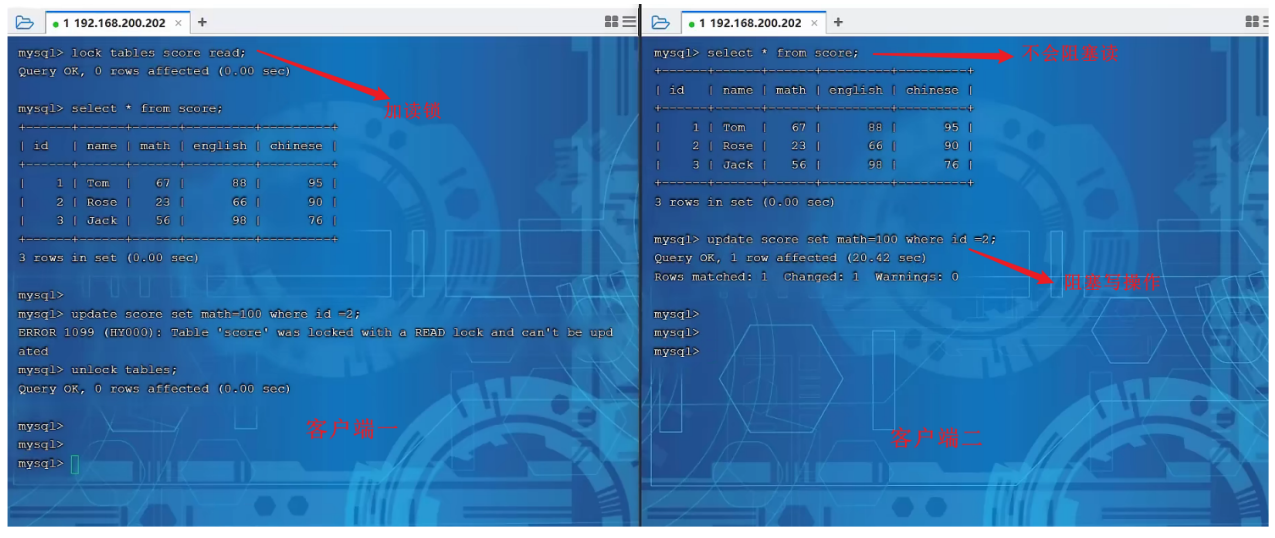 1 192.168.200.202 × +
mysql> lock tables score read;
Query OK, 0 rows affected (0.00 sec)
加读锁
mysql> select * from score;
+------+------+------+---------+---------+
| id | name | math | english | chinese |
+------+------+------+---------+---------+
| 1 | Tom | 67 | 88 | 95 |
| 2 | Rose | 23 | 66 | 90 |
| 3 | Jack | 56 | 98 | 76 |
+------+------+------+---------+---------+
3 rows in set (0.00 sec)
mysql>
mysql> update score set math=100 where id =2;
ERROR 1099 (HY000): Table 'score' was locked with a READ lock and can't be upd
ated
mysql> unlock tables;
Query OK, 0 rows affected (0.00 sec)
mysql>
mysql>
mysql>
客户端一
1 192.168.200.202 × +
mysql> select * from score;
不会阻塞读
+------+------+------+---------+---------+
| id | name | math | english | chinese |
+------+------+------+---------+---------+
| 1 | Tom | 67 | 88 | 95 |
| 2 | Rose | 23 | 66 | 90 |
| 3 | Jack | 56 | 98 | 76 |
+------+------+------+---------+---------+
3 rows in set (0.00 sec)
mysql> update score set math=100 where id =2;
Query OK, 1 row affected (20.42 sec)
Rows matched: 1 Changed: 1 Warnings: 0
阻塞写操作
mysql>
mysql>
mysql>
客户端二